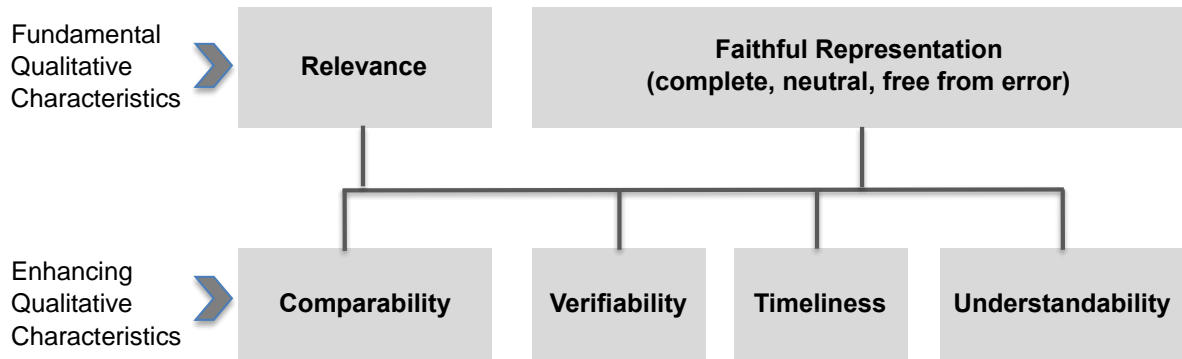 Fundamental
Qualitative
Characteristics
Relevance
Faithful Representation
(complete, neutral, free from error)
Enhancing
Qualitative
Characteristics
Comparability
Verifiability
Timeliness
Understandability